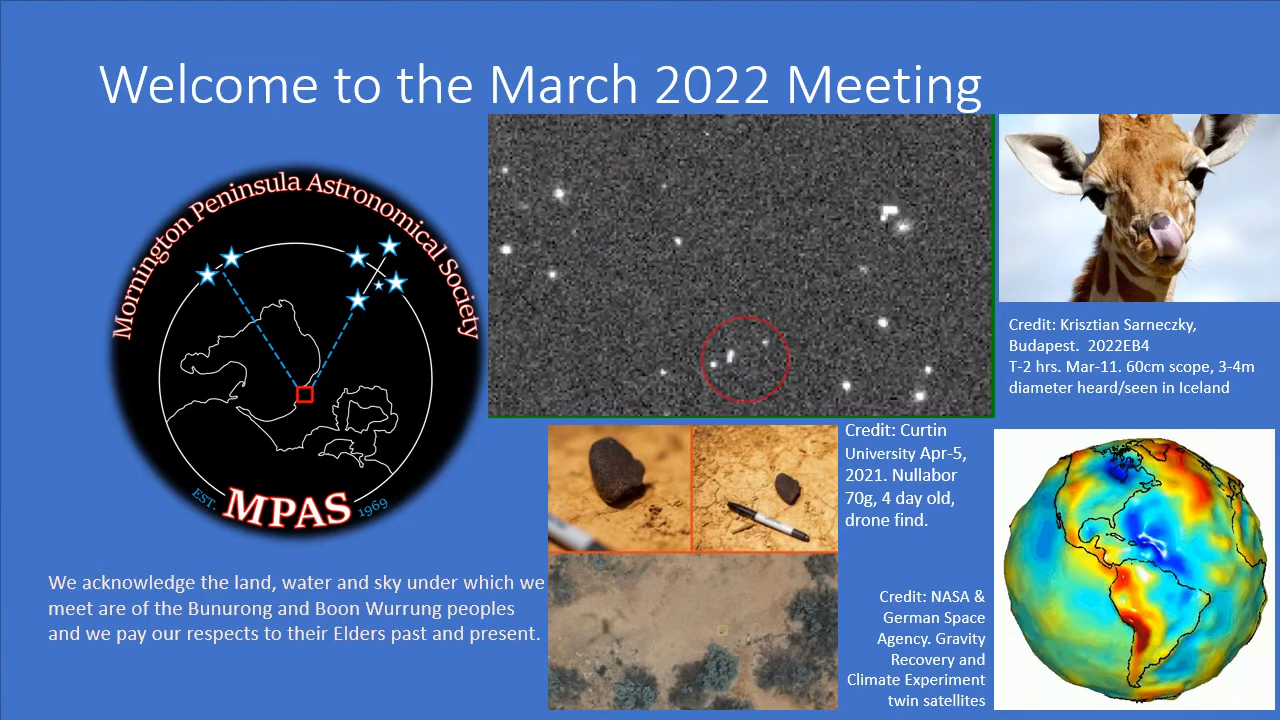 Welcome to the March 2022 Meeting
Mornington Peninsula Astronomical Society
EST.
MPAS
1969
We acknowledge the land, water and sky under which we
meet are of the Bunurong and Boon Wurrung peoples
and we pay our respects to their Elders past and present.
Credit: Krisztian Sarneczky,
Budapest.  2022EB4
T-2 hrs. Mar-11. 60cm scope, 3-4m
diameter heard/seen in Iceland
Credit: Curtin
University Apr-5,
2021. Nullabor
70g, 4 day old,
drone find.
Credit: NASA &
German Space
Agency. Gravity
Recovery and
Climate Experiment
twin satellites